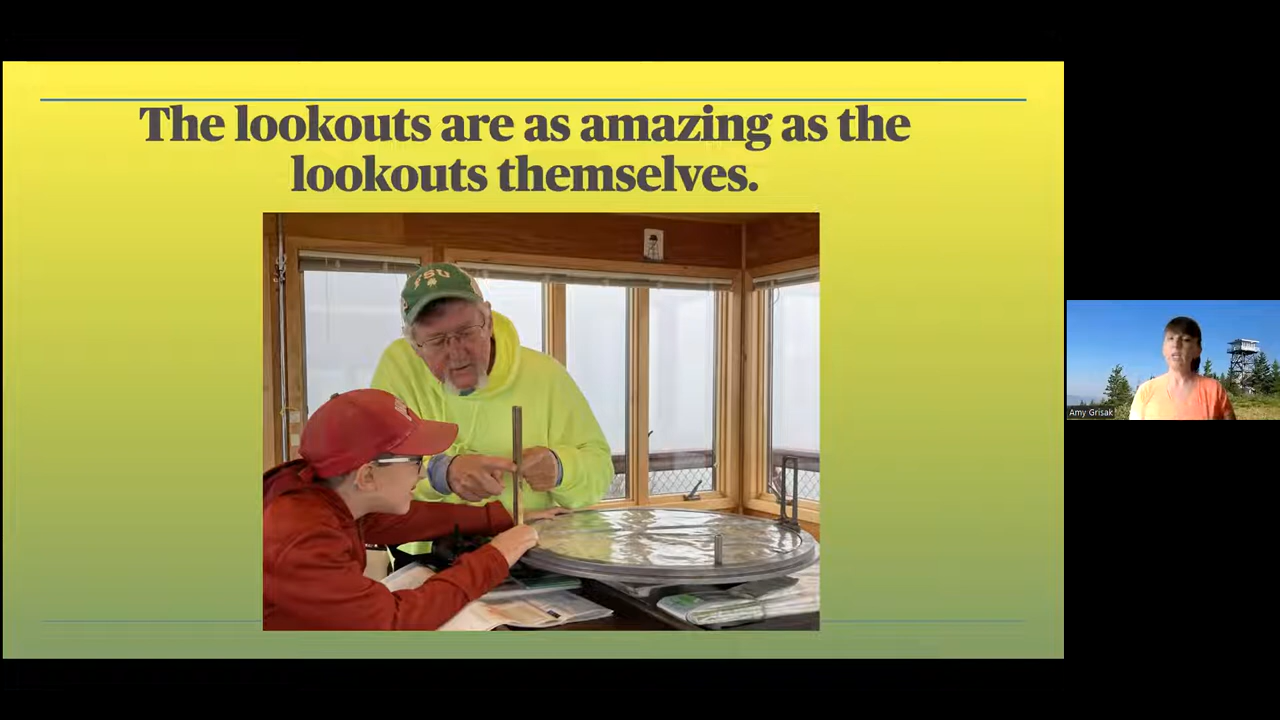 The lookouts are as amazing as the
lookouts themselves.
FSU
Amy Grisak